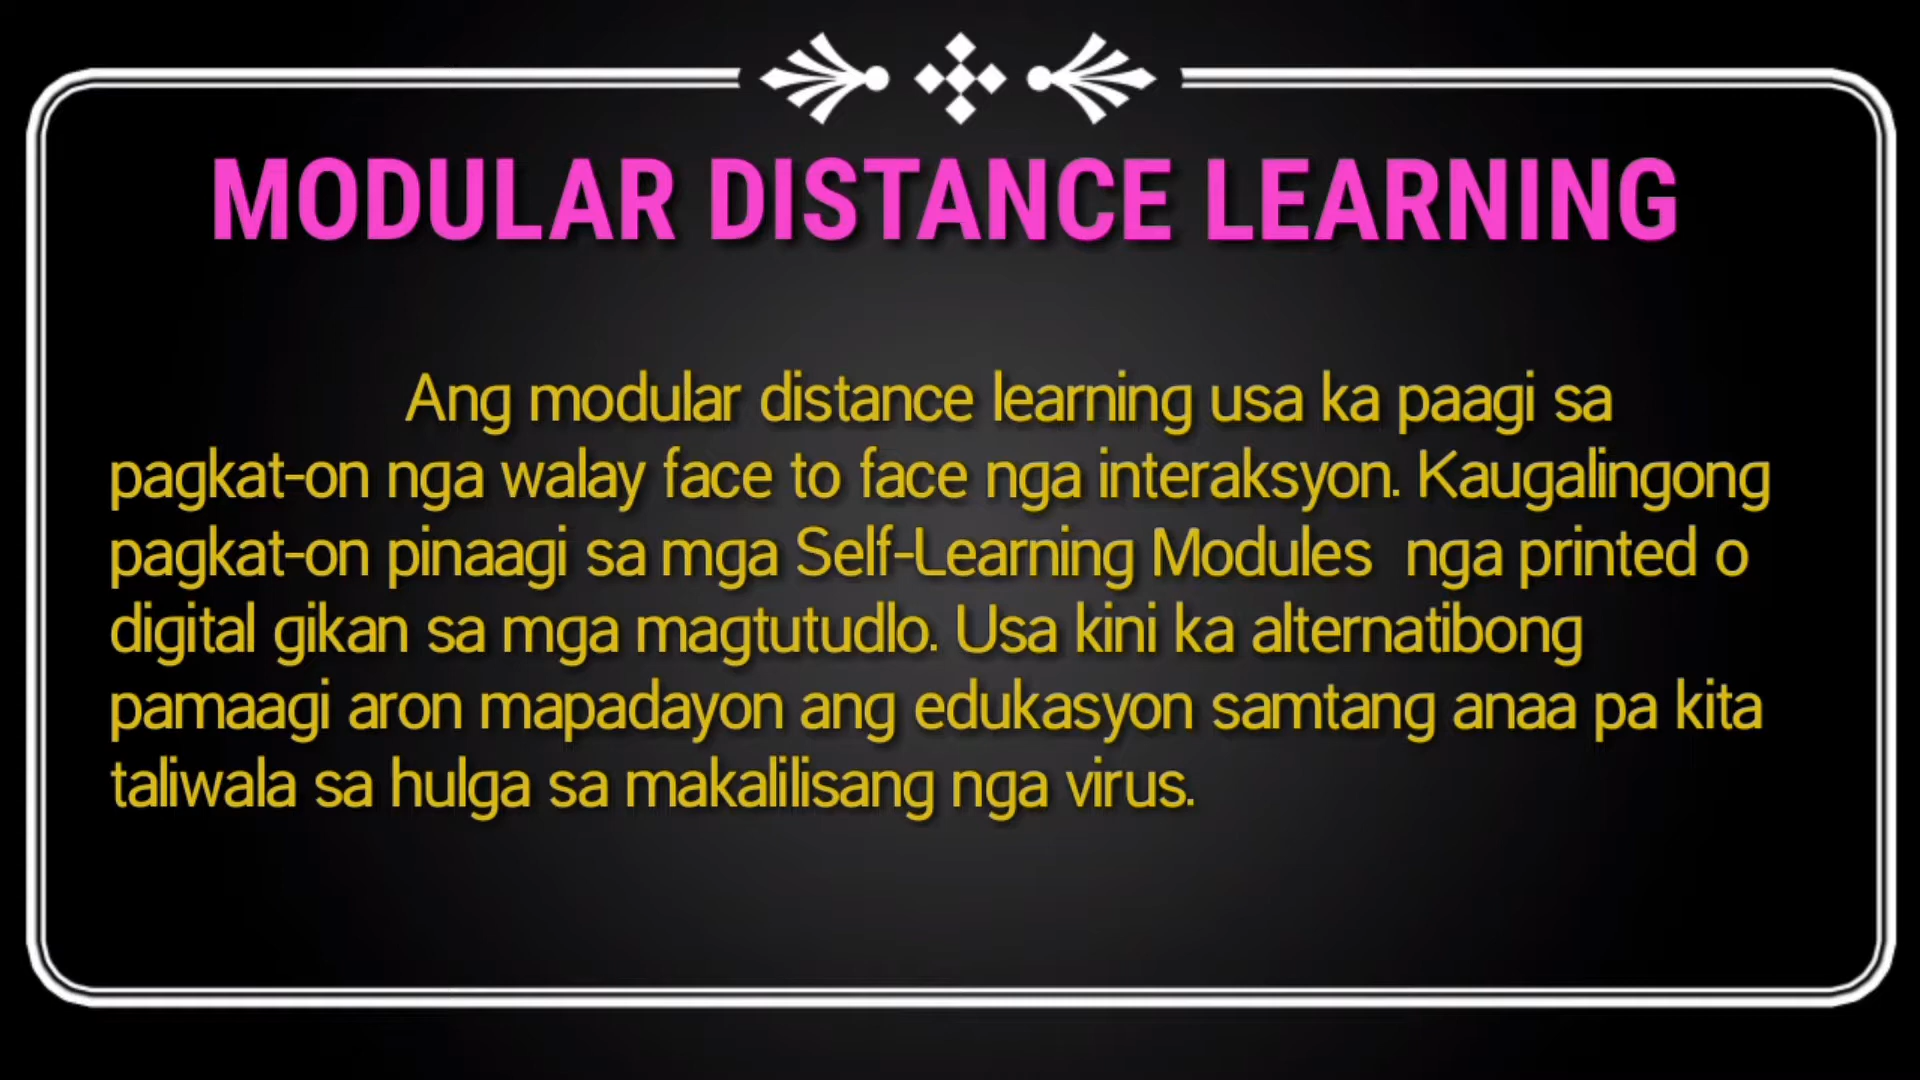 MODULAR DISTANCE LEARNING
Ang modular distance learning usa ka paagi sa
pagkat-on nga walay face to face nga interaksyon. Kaugalingong
pagkat-on pinaagi sa mga Self-Learning Modules nga printed o
digital gikan sa mga magtutudlo. Usa kini ka alternatibong
pamaagi aron mapadayon ang edukasyon samtang anaa pa kita
taliwala sa hulga sa makalilisang nga virus.